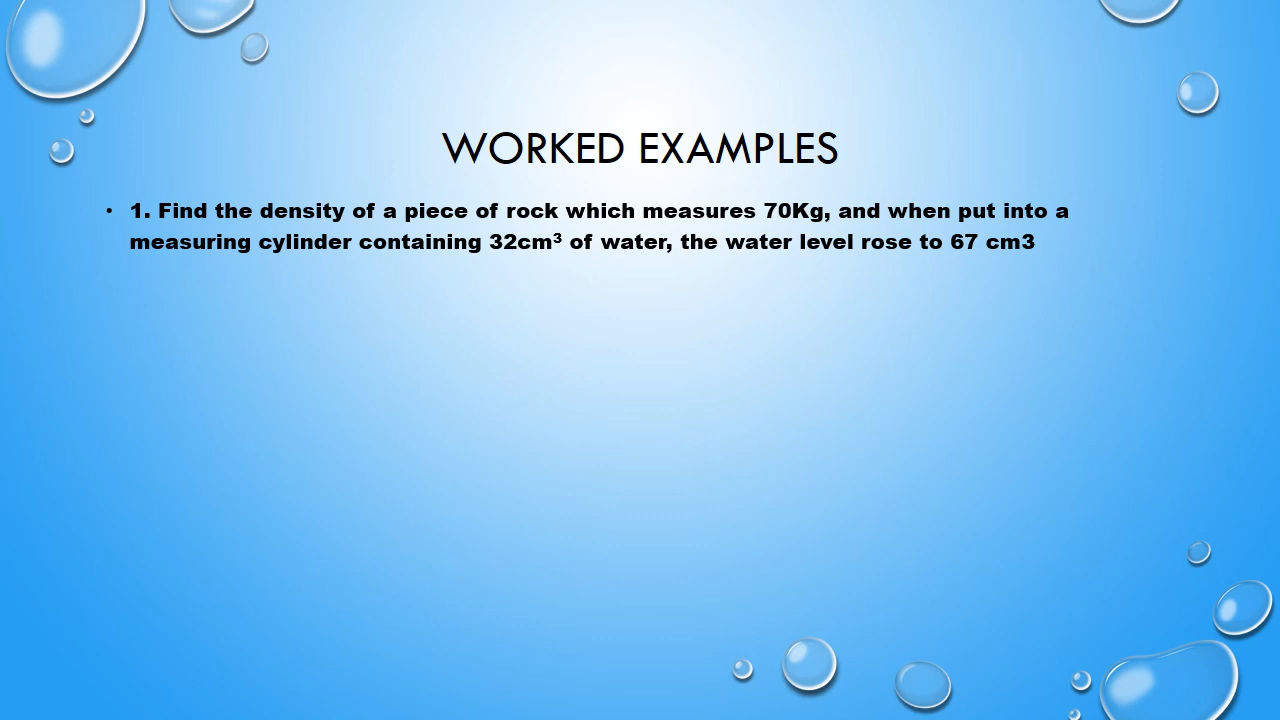 WORKED EXAMPLES
• 1. Find the density of a piece of rock which measures 70Kg, and when put into a
measuring cylinder containing 32cm³ of water, the water level rose to 67 cm3